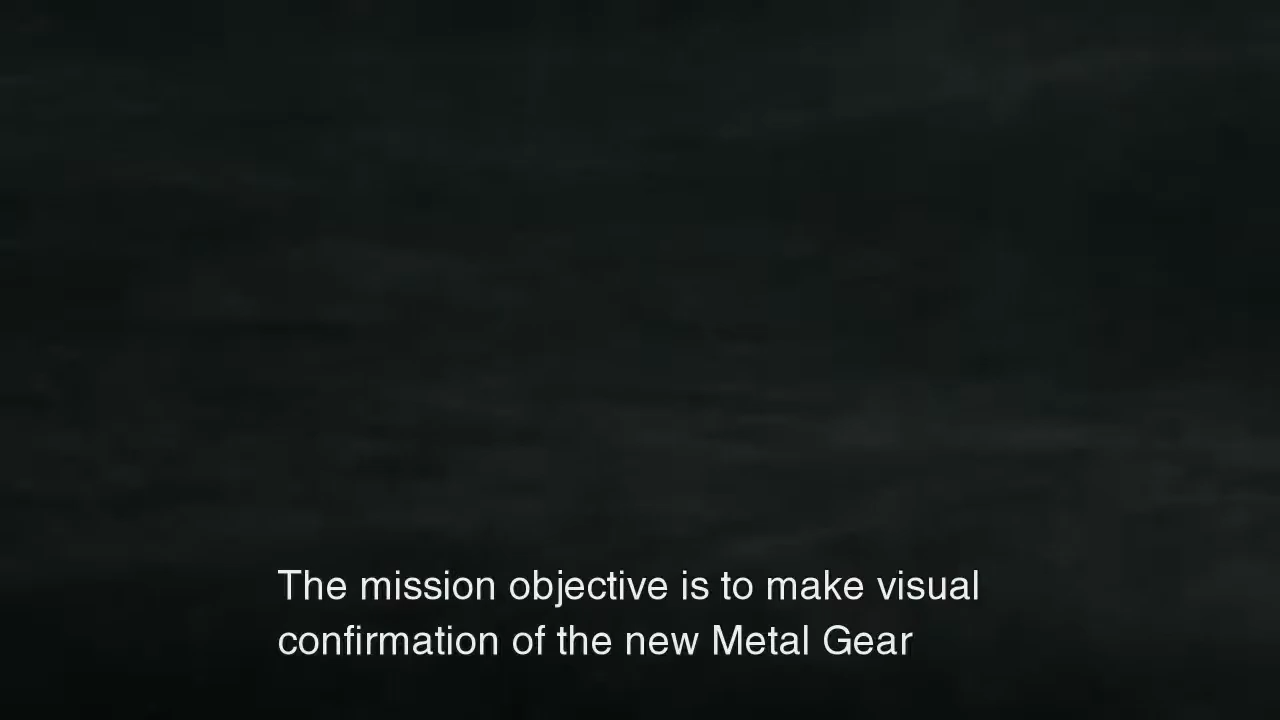 The mission objective is to make visual
confirmation of the new Metal Gear